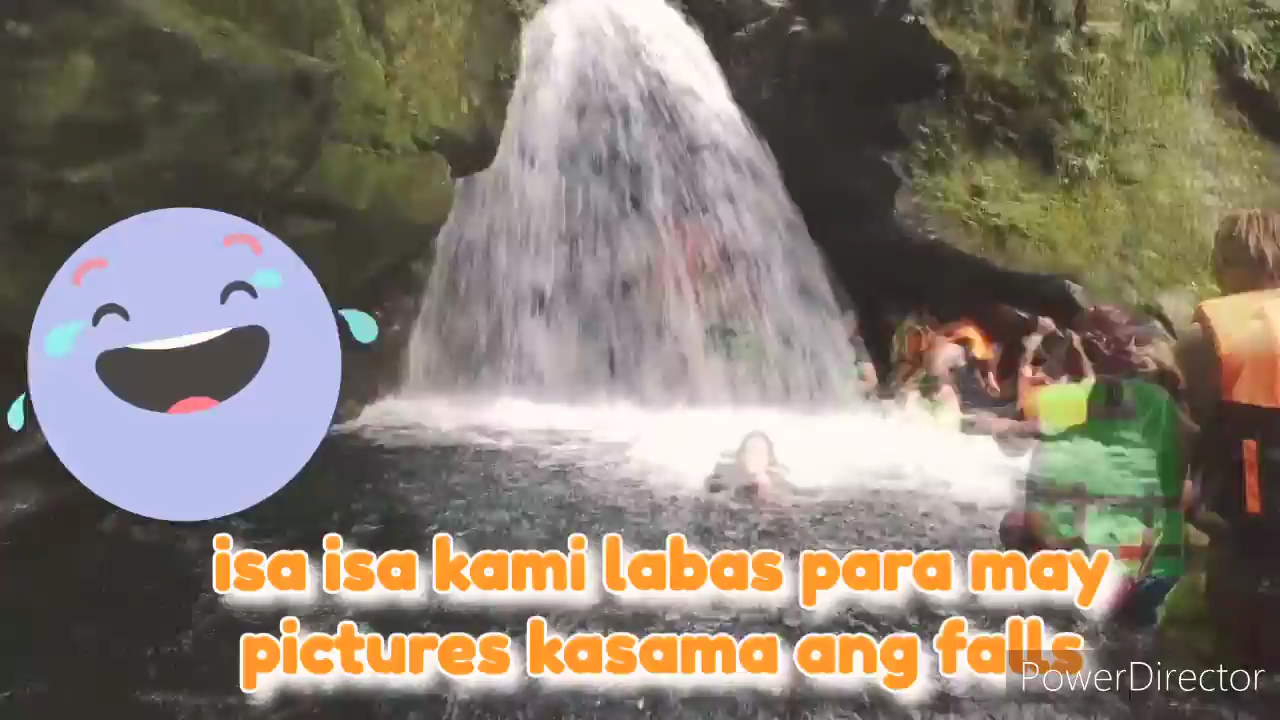 isa isa kami labas para may
pictures kasama ang falls
PowerDirector